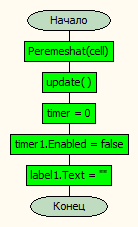 Начало
Peremeshat(cell)
update( )
timer = 0
timer1.Enabled = false
label1.Text = ""
Конец